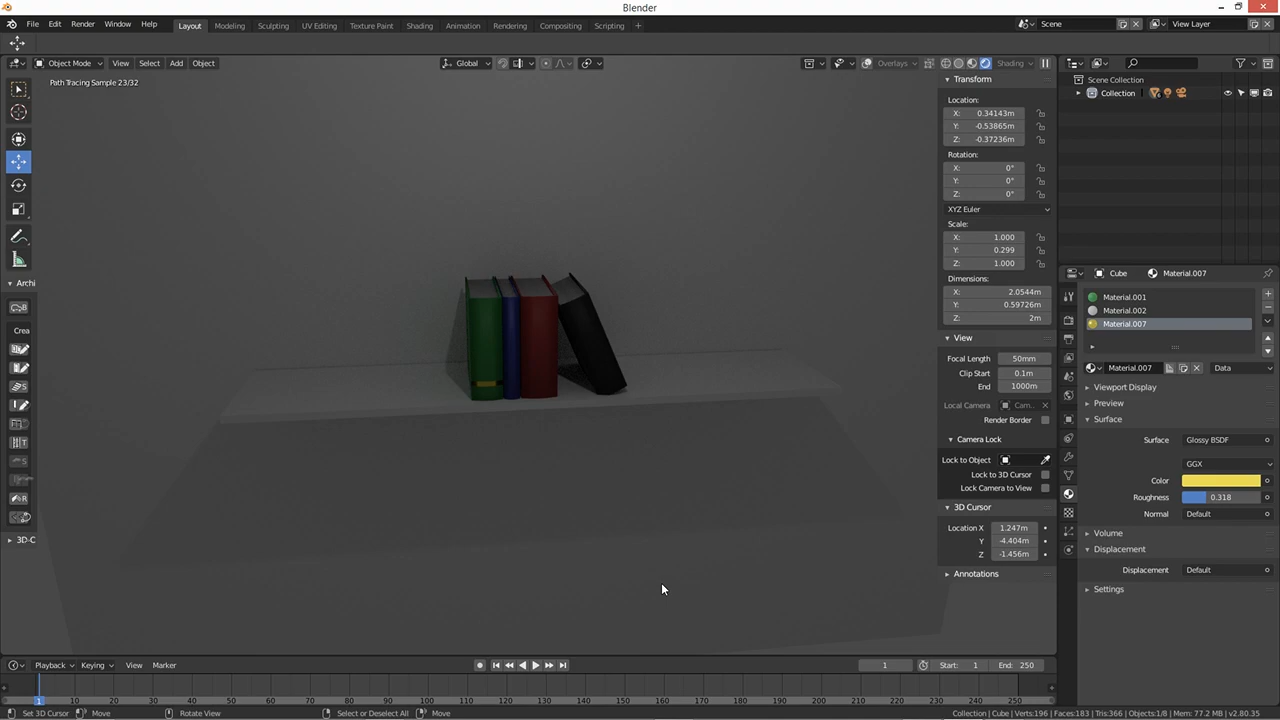 Blender
File Edit Render Window Help Layout Modeling Sculpting UV Editing Texture Paint Shading Animation Rendering Compositing Scripting + Scene View Layer
Object Mode View Select Add Object Global Overlays Shading
Path Tracing Sample 23/32
Transform
Location:
X: 0.34143m
Y: -0.53865m
Z: -0.37236m
Rotation:
X: 0°
Y: 0°
Z: 0°
XYZ Euler
Scale:
X: 1.000
Y: 0.299
Z: 1.000
Dimensions:
X: 2.0544m
Y: 0.59726m
Z: 2m
View
Focal Length 50mm
Clip Start 0.1m
End 1000m
Local Camera Cam..
Render Border
Camera Lock
Lock to Object
Lock to 3D Cursor
Lock Camera to View
3D Cursor
Location X 1.247m
Y -4.404m
Z -1.456m
Annotations
Archi
Crea
3D-C
Scene Collection
Collection
Cube Material.007
Material.001
Material.002
Material.007
Material.007 Data
Viewport Display
Preview
Surface
Surface Glossy BSDF
GGX
Color
Roughness 0.318
Normal Default
Volume
Displacement
Displacement Default
Settings
Playback Keying View Marker 1 Start: 1 End: 250
1 10 20 30 40 50 60 70 80 90 100 110 120 130 140 150 160 170 180 190 200 210 220 230 240 250
Set 3D Cursor Move Rotate View Select or Deselect All Move Collection | Cube | Verts:196 | Faces:183 | Tris:366 | Objects:1/8 | Mem: 77.2 MB | v2.80.35